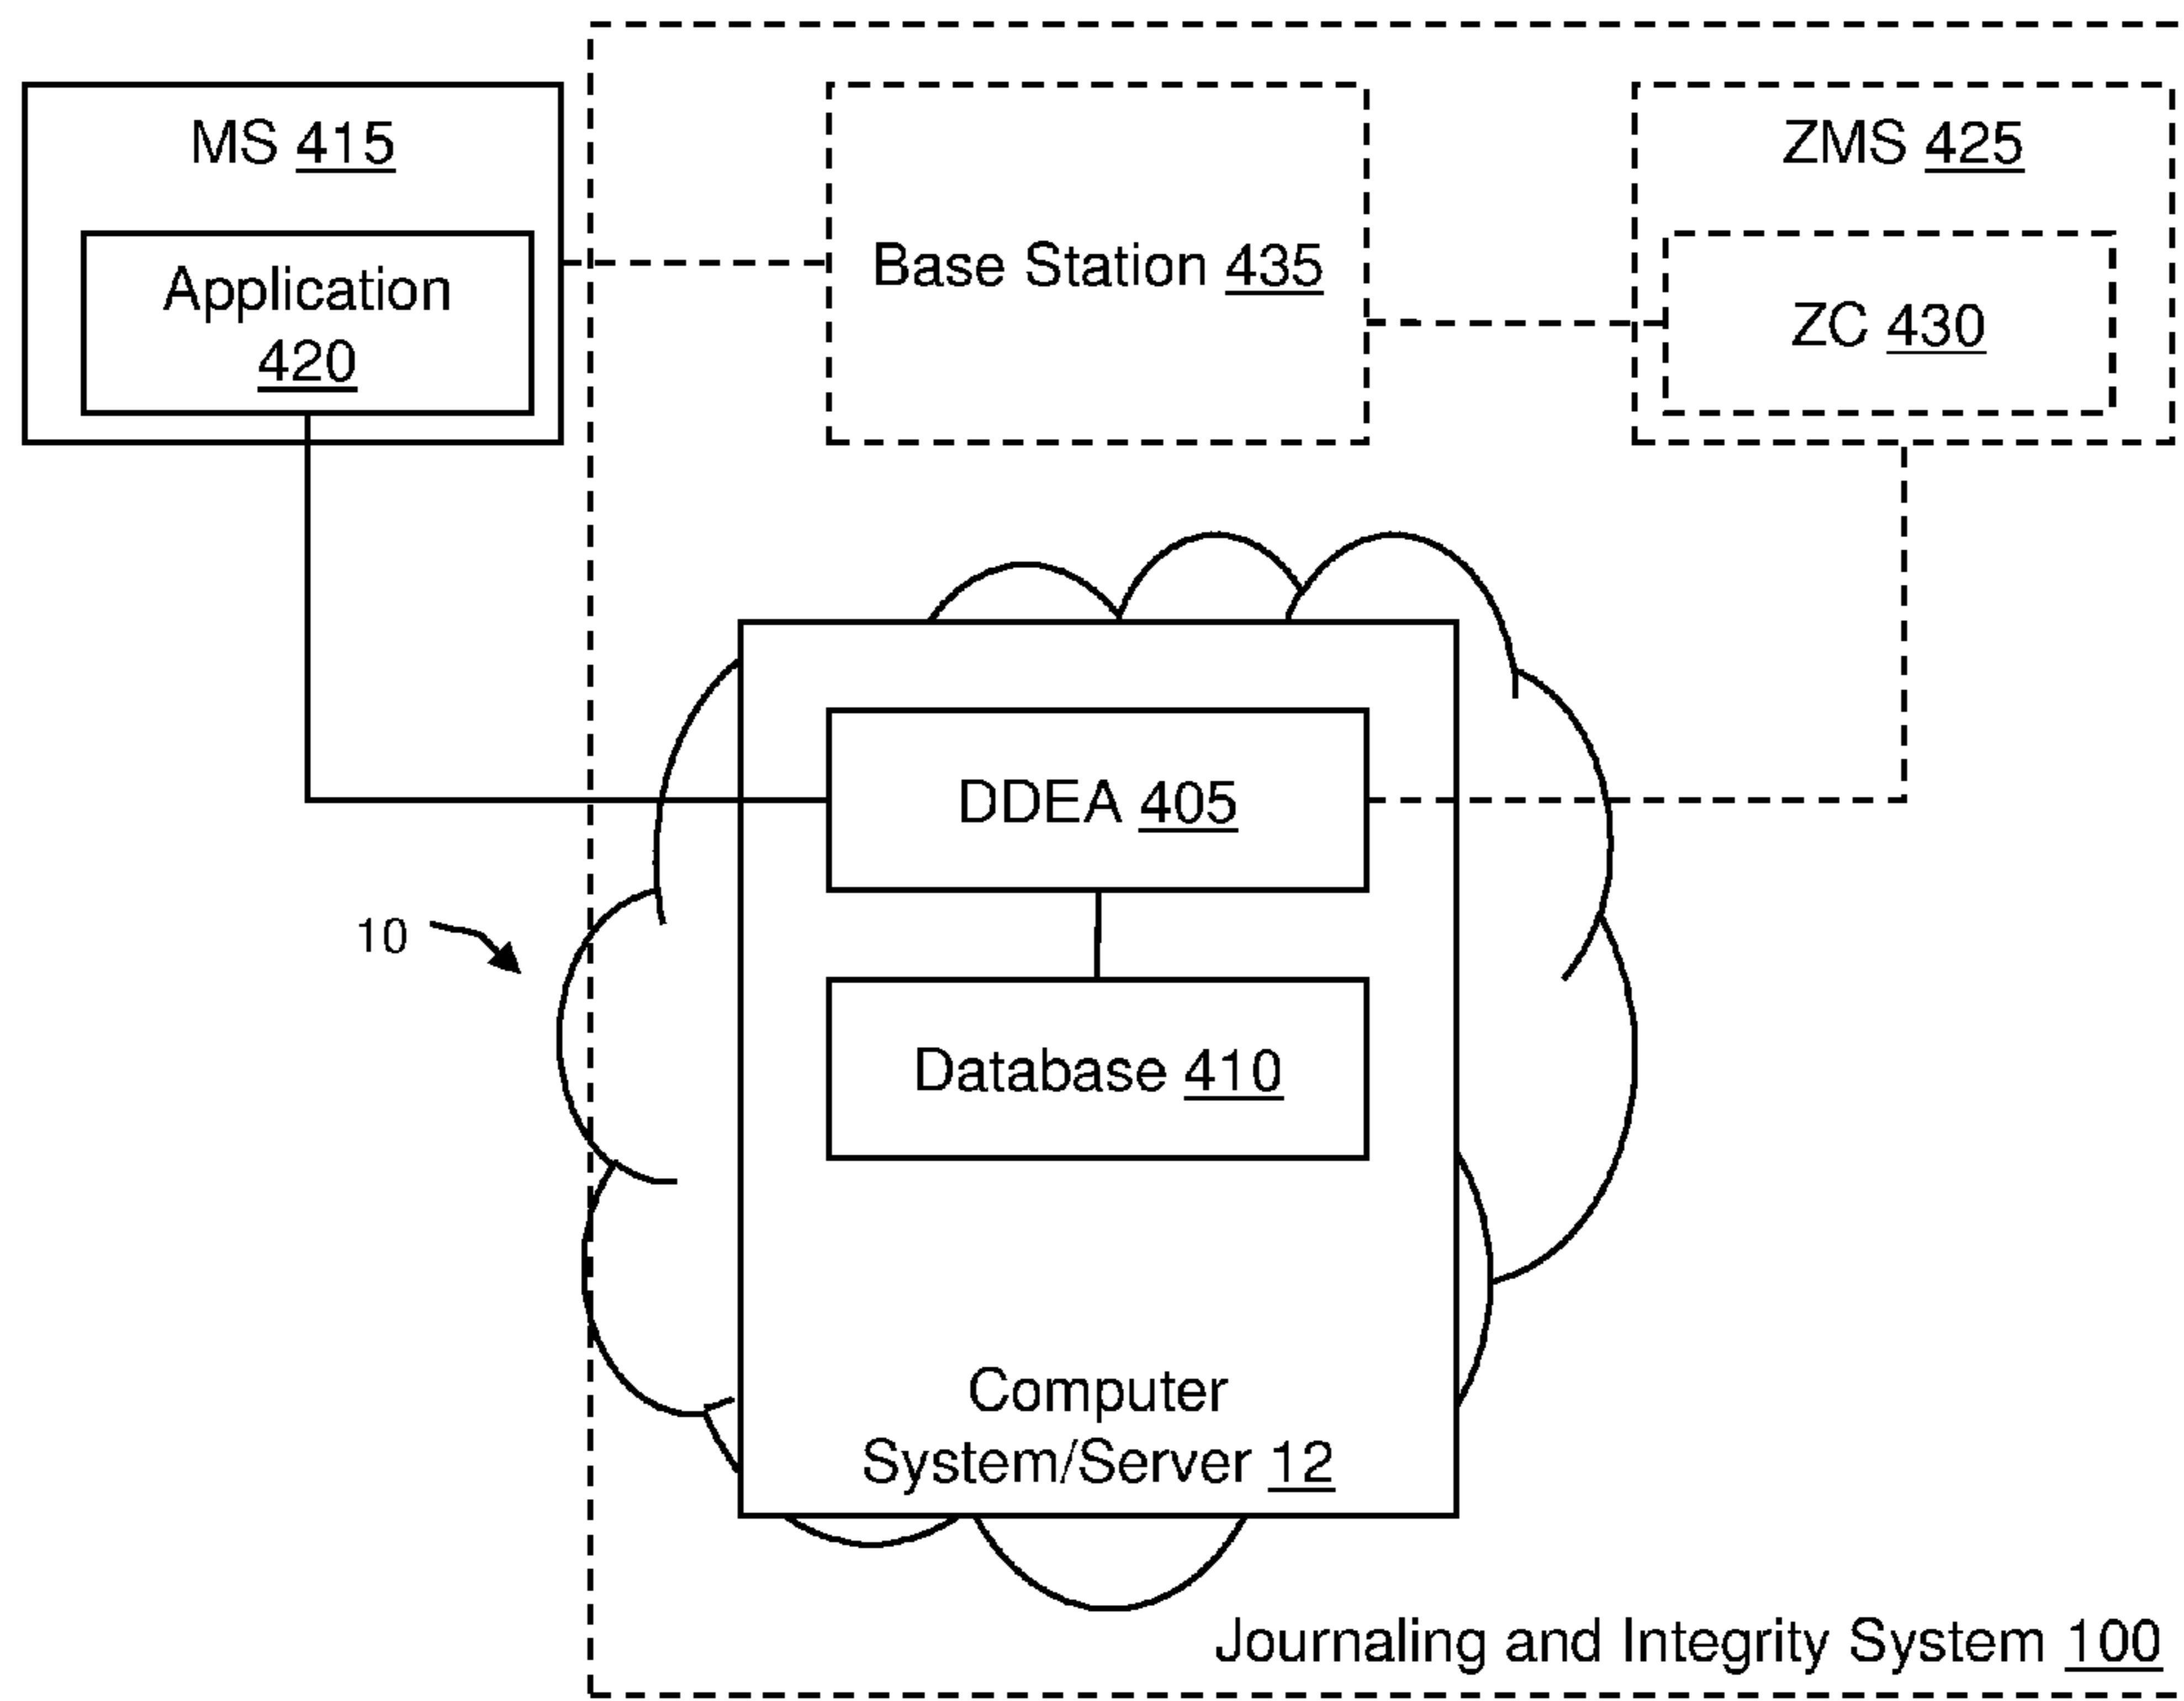 MS 415
Application
420
Base Station 435
ZMS 425
ZC 430
DDEA 405
10
Database 410
Computer
System/Server 12
Journaling and Integrity System 100